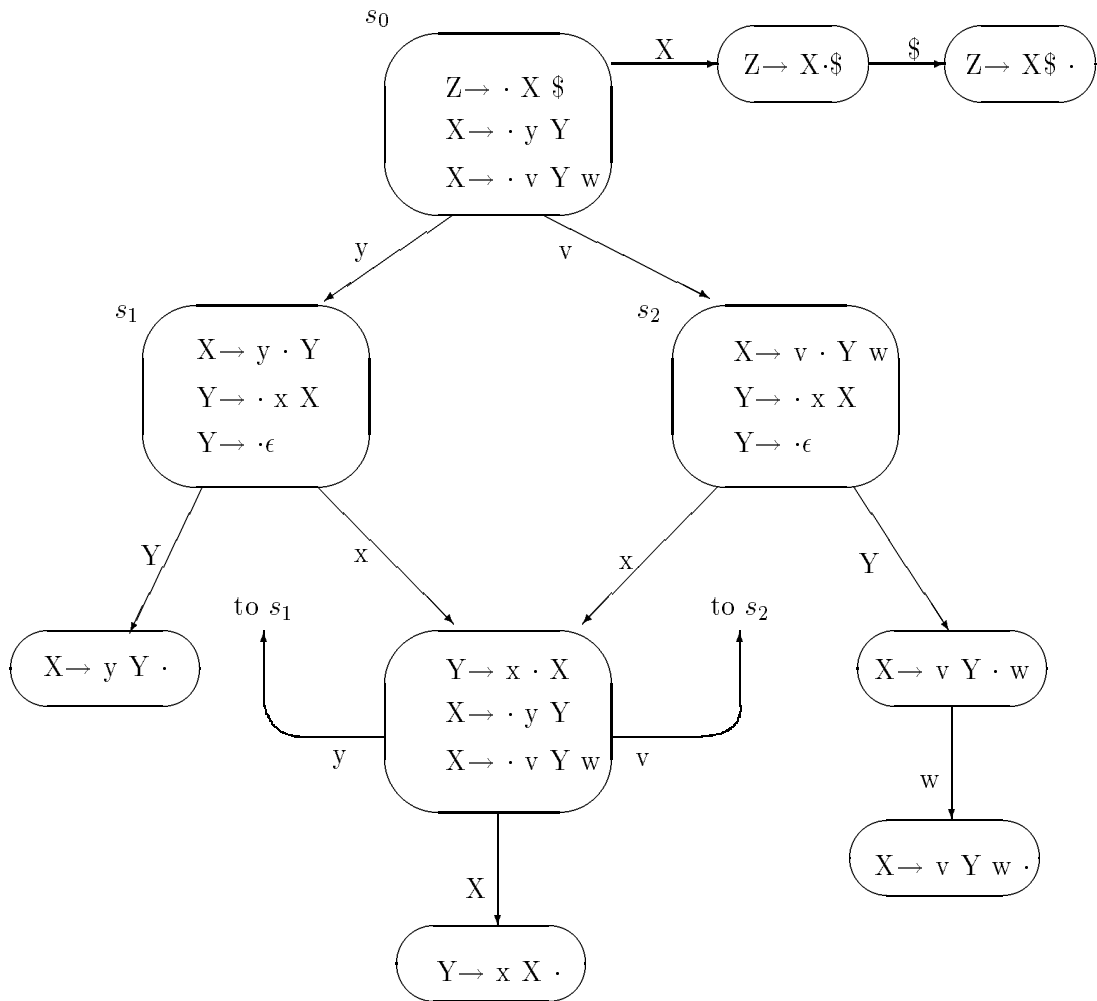 s₀
Z→ · X $
X→ · y Y
X→ · v Y w
X
Z→ X·$
$
Z→ X$ ·
y
v
s₁
X→ y · Y
Y→ · x X
Y→ ·ϵ
s₂
X→ v · Y w
Y→ · x X
Y→ ·ϵ
Y
x
x
Y
to s₁
to s₂
X→ y Y ·
Y→ x · X
X→ · y Y
X→ · v Y w
X→ v Y · w
y
v
w
X→ v Y w ·
X
Y→ x X ·